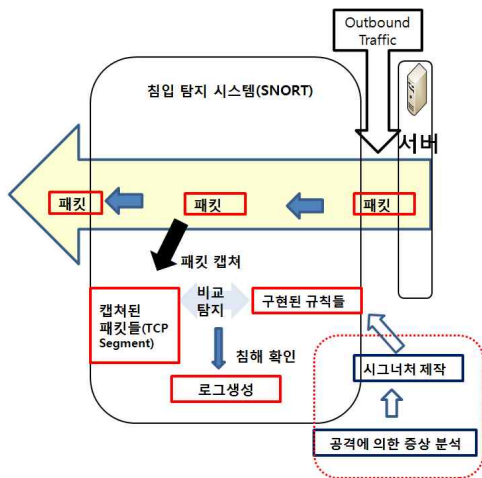 Outbound
Traffic
침입 탐지 시스템(SNORT)
서버
패킷
패킷
패킷
패킷 캡쳐
캡쳐된
패킷들(TCP
Segment)
비교
탐지
구현된 규칙들
침해 확인
로그생성
시그너처 제작
공격에 의한 증상 분석